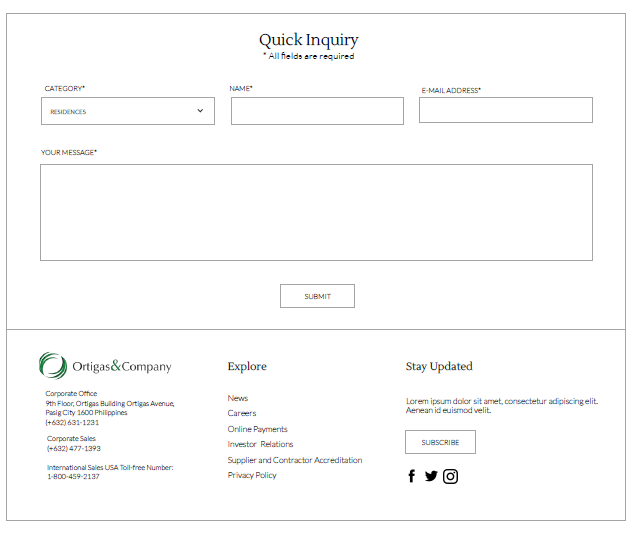 Quick Inquiry
* All fields are required
CATEGORY*
NAME*
E-MAIL ADDRESS*
RESIDENCES
YOUR MESSAGE*
SUBMIT
Ortigas&Company
Corporate Office
9th Floor, Ortigas Building Ortigas Avenue,
Pasig City 1600 Philippines
(+632) 631-1231
Corporate Sales
(+632) 477-1393
International Sales USA Toll-free Number:
1-800-459-2137
Explore
News
Careers
Online Payments
Investor Relations
Supplier and Contractor Accreditation
Privacy Policy
Stay Updated
Lorem ipsum dolor sit amet, consectetur adipiscing elit.
Aenean id euismod velit.
SUBSCRIBE